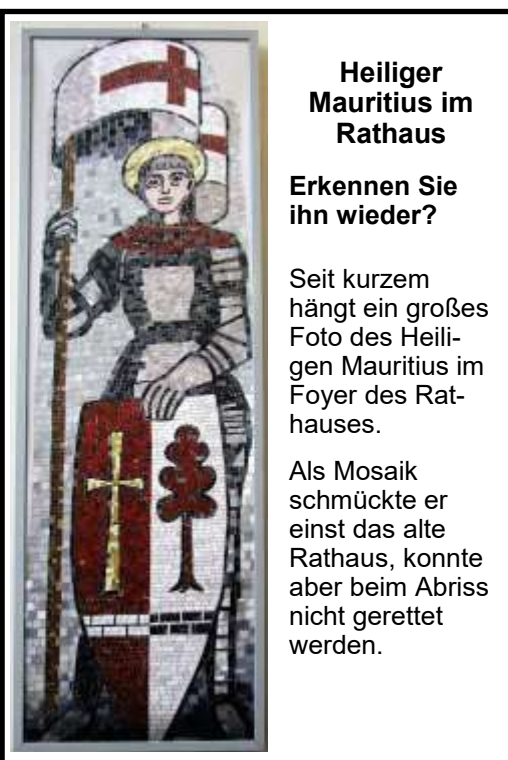 Heiliger
Mauritius im
Rathaus
Erkennen Sie
ihn wieder?
Seit kurzem
hängt ein großes
Foto des Heili-
gen Mauritius im
Foyer des Rat-
hauses.
Als Mosaik
schmückte er
einst das alte
Rathaus, konnte
aber beim Abriss
nicht gerettet
werden.